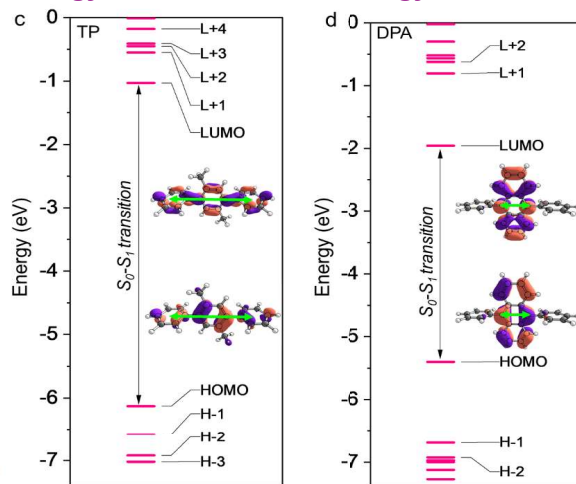 c
TP
Energy (eV)
0
-1
-2
-3
-4
-5
-6
-7
L+4
L+3
L+2
L+1
LUMO
S₀-S₁ transition
HOMO
H-1
H-2
H-3
d
DPA
Energy (eV)
0
-1
-2
-3
-4
-5
-6
-7
L+2
L+1
LUMO
S₀-S₁ transition
HOMO
H-1
H-2